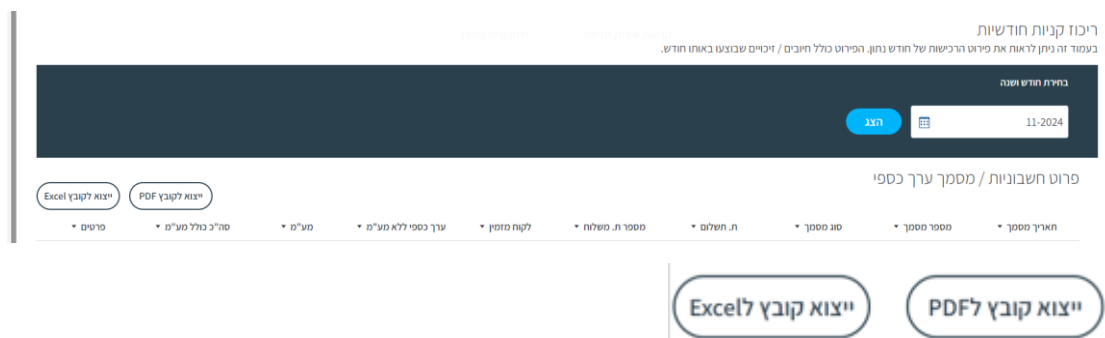 ריכוז קניות חודשיות
בעמוד זה ניתן לראות את פירוט הרכישות של חודש נתון. הפירוט כולל חיובים / זיכויים שבוצעו באותו חודש.
בחירת חודש ושנה
11-2024
הצג
פרוט חשבוניות / מסמך ערך כספי
ייצוא לקובץ PDF
ייצוא לקובץ Excel
תאריך מסמך
מספר מסמך
סוג מסמך
ת. תשלום
מספר ת. משלוח
לקוח מזמין
ערך כספי ללא מע"מ
מע"מ
סה"כ כולל מע"מ
פרטים
ייצוא קובץ לPDF
ייצוא קובץ לExcel